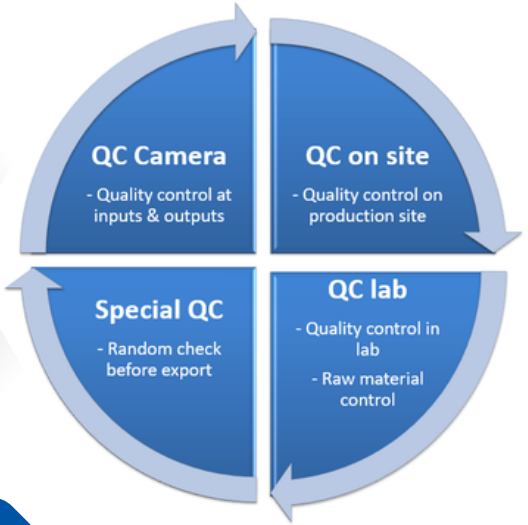 QC Camera
- Quality control at
inputs & outputs
QC on site
- Quality control on
production site
Special QC
- Random check
before export
QC lab
- Quality control in
lab
- Raw material
control